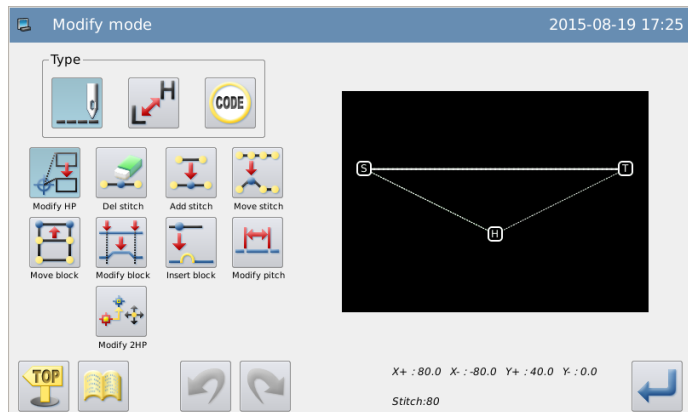 Modify mode 2015-08-19 17:25
Type
H
L
CODE
Modify HP Del stitch Add stitch Move stitch
Move block Modify block Insert block Modify pitch
Modify 2HP
S T
H
TOP
X+ : 80.0 X- : -80.0 Y+ : 40.0 Y- : 0.0
Stitch:80